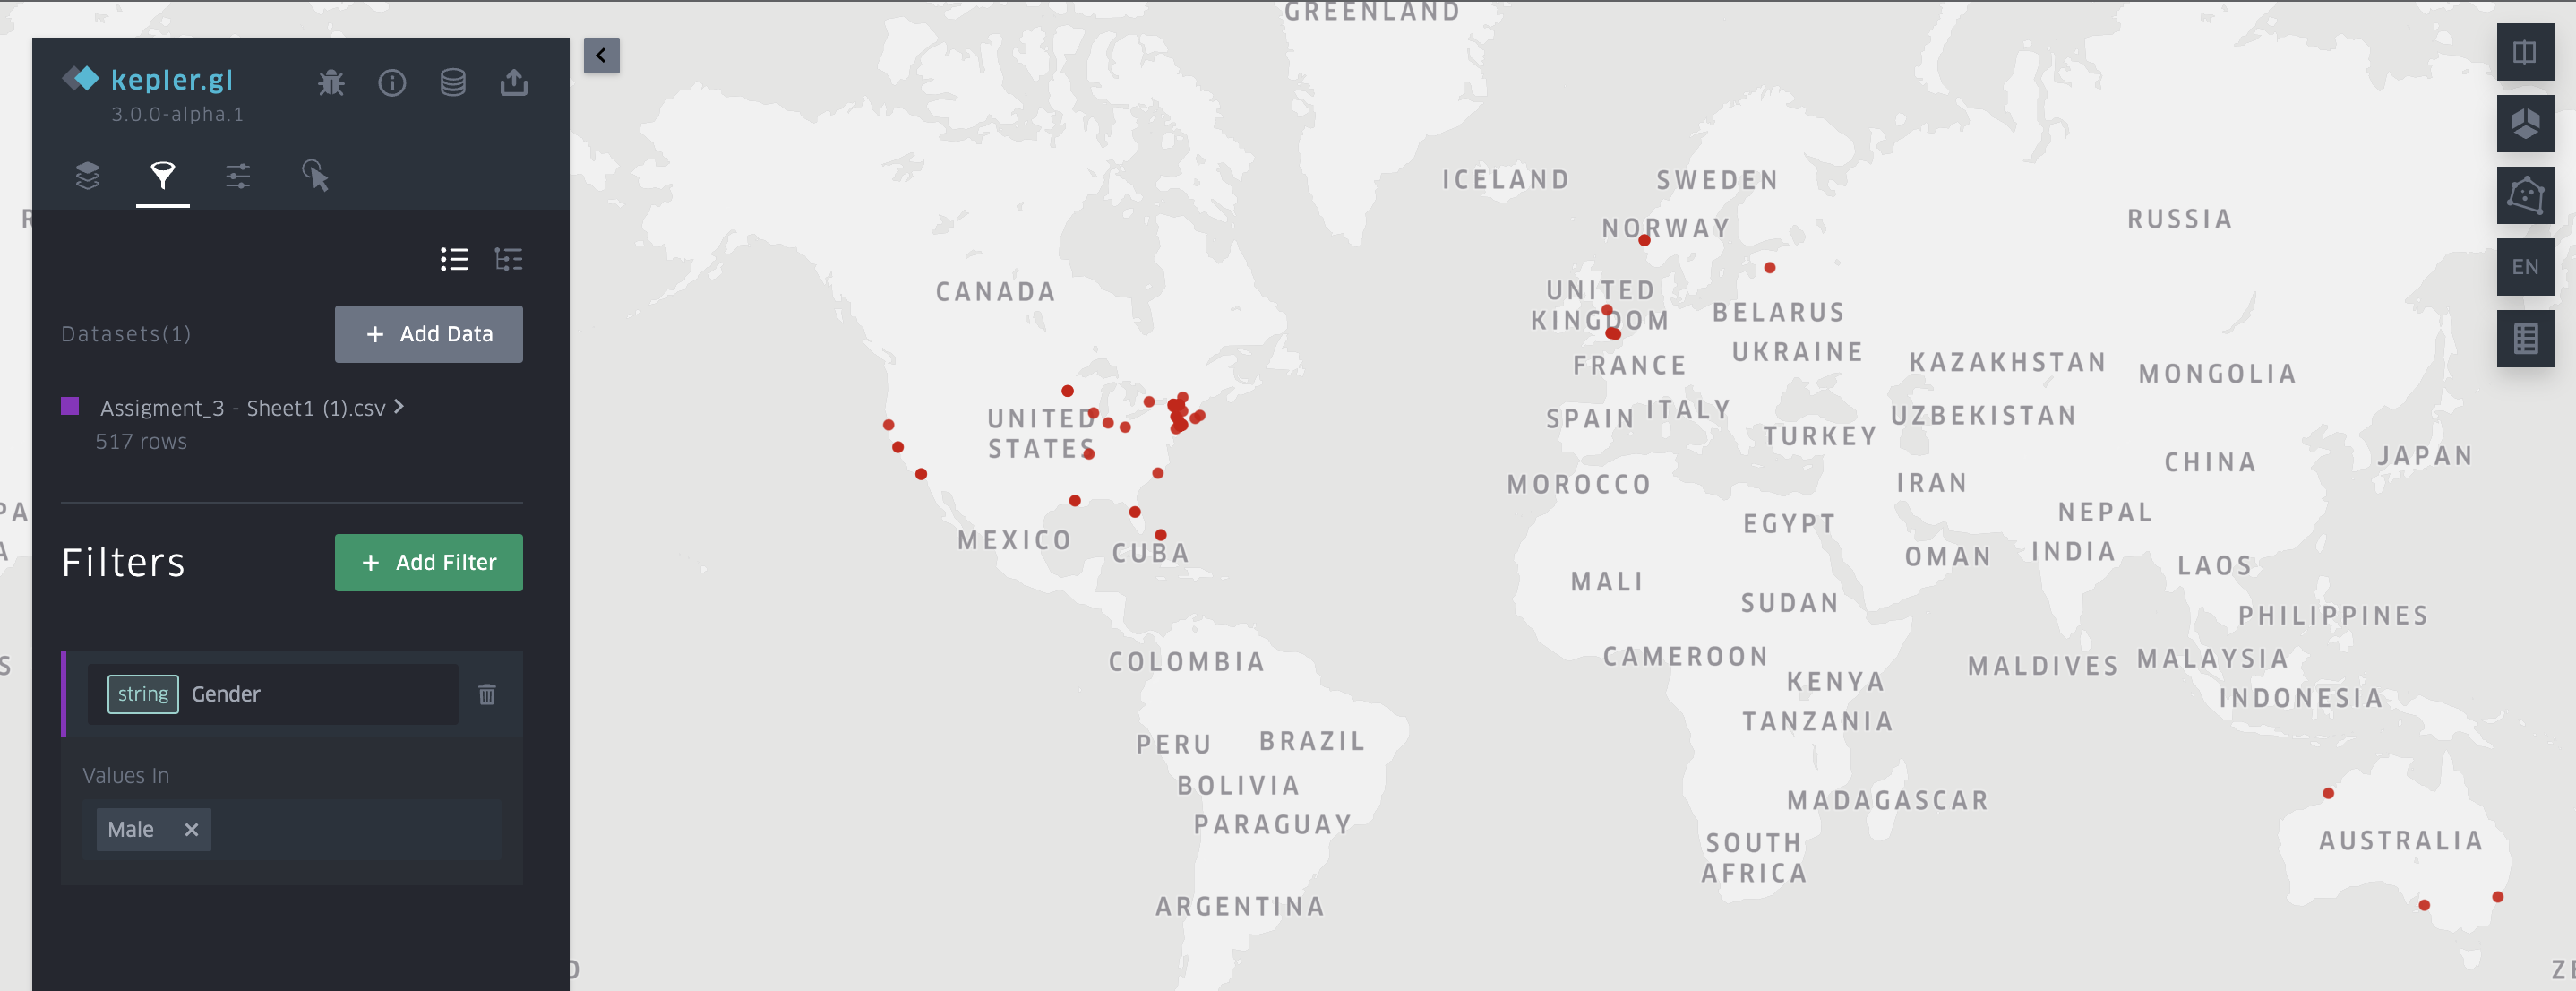 kepler.gl
3.0.0-alpha.1
Datasets(1)
+ Add Data
Assigment_3 - Sheet1 (1).csv
517 rows
Filters
+ Add Filter
string Gender
Values In
Male
GREENLAND
ICELAND
SWEDEN
NORWAY
RUSSIA
CANADA
UNITED
KINGDOM
BELARUS
UKRAINE
FRANCE
KAZAKHSTAN
MONGOLIA
UNITED
STATES
SPAIN
ITALY
UZBEKISTAN
TURKEY
CHINA
JAPAN
MOROCCO
IRAN
NEPAL
EGYPT
MEXICO
CUBA
OMAN
INDIA
LAOS
MALI
SUDAN
PHILIPPINES
COLOMBIA
CAMEROON
MALDIVES
MALAYSIA
KENYA
INDONESIA
TANZANIA
PERU
BRAZIL
BOLIVIA
MADAGASCAR
PARAGUAY
SOUTH
AFRICA
AUSTRALIA
ARGENTINA
EN